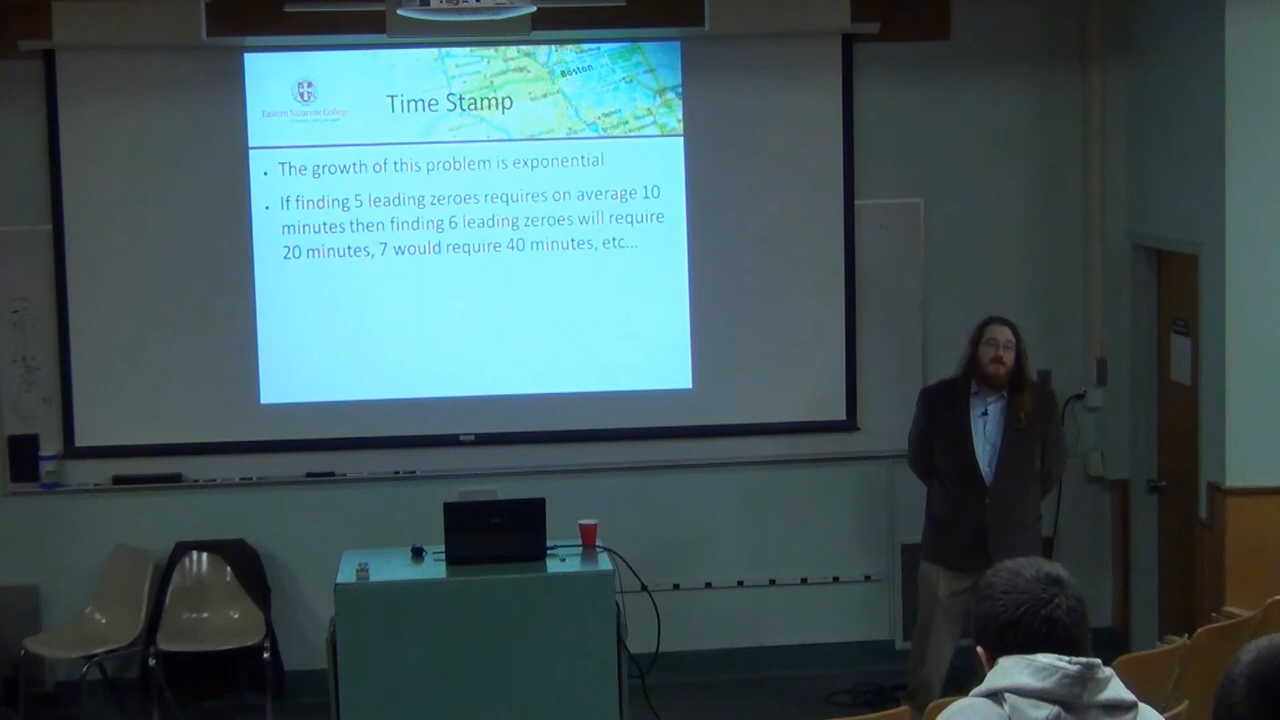 Boston
Eastern Nazarene College
Time Stamp
• The growth of this problem is exponential
• If finding 5 leading zeroes requires on average 10
minutes then finding 6 leading zeroes will require
20 minutes, 7 would require 40 minutes, etc...